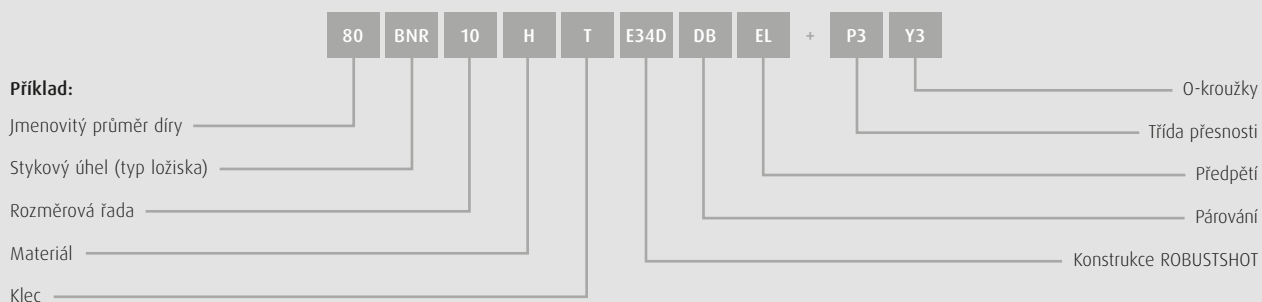 80 BNR 10 H T E34D DB EL + P3 Y3
Příklad:
Jmenovitý průměr díry
Stykový úhel (typ ložiska)
Rozměrová řada
Materiál
Klec
O-kroužky
Třída přesnosti
Předpětí
Párování
Konstrukce ROBUSTSHOT